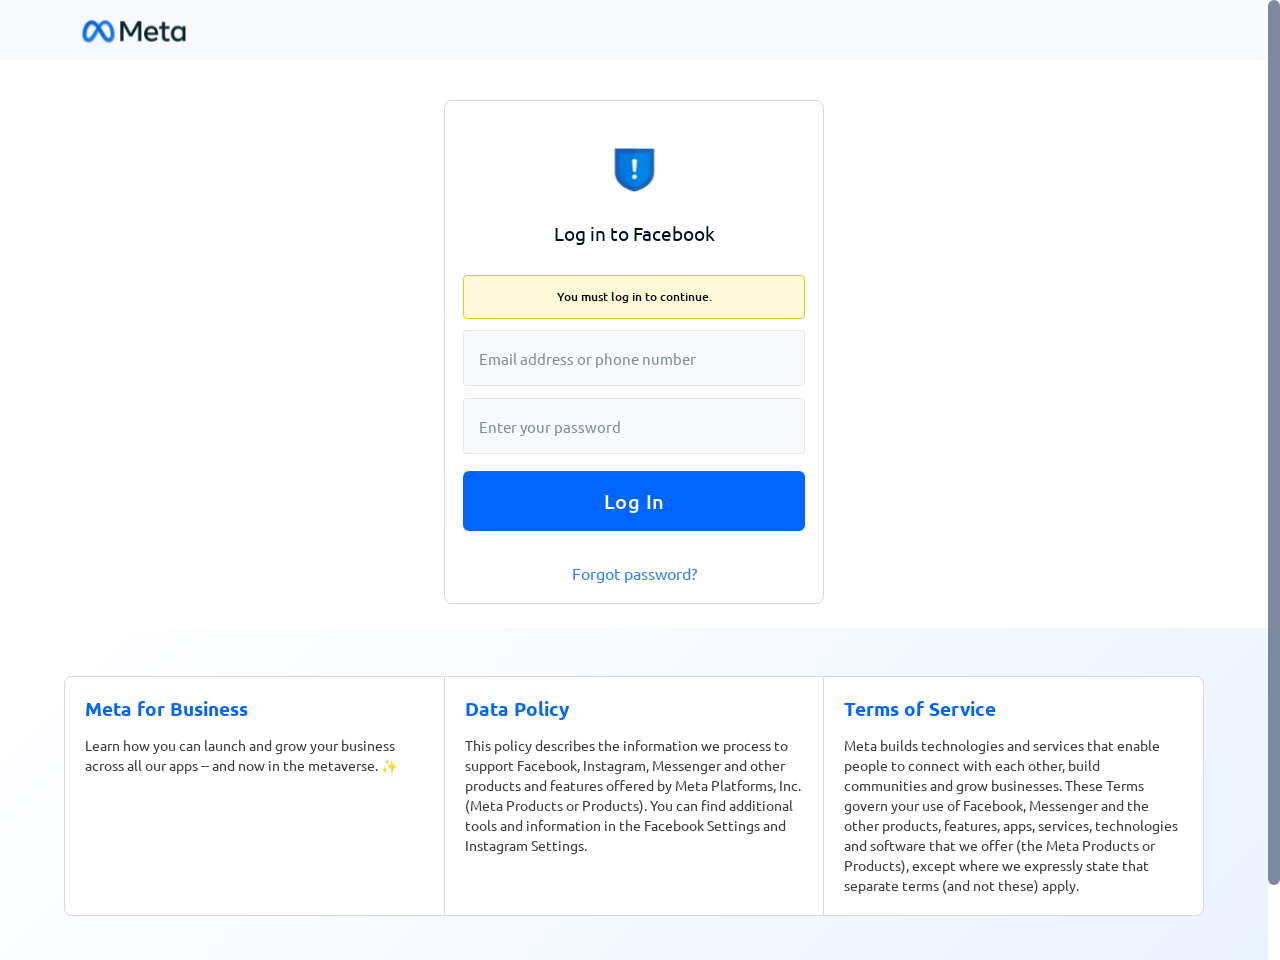 Meta
Log in to Facebook
You must log in to continue.
Email address or phone number
Enter your password
Log In
Forgot password?
Meta for Business
Learn how you can launch and grow your business
across all our apps -- and now in the metaverse. ✨
Data Policy
This policy describes the information we process to
support Facebook, Instagram, Messenger and other
products and features offered by Meta Platforms, Inc.
(Meta Products or Products). You can find additional
tools and information in the Facebook Settings and
Instagram Settings.
Terms of Service
Meta builds technologies and services that enable
people to connect with each other, build
communities and grow businesses. These Terms
govern your use of Facebook, Messenger and the
other products, features, apps, services, technologies
and software that we offer (the Meta Products or
Products), except where we expressly state that
separate terms (and not these) apply.